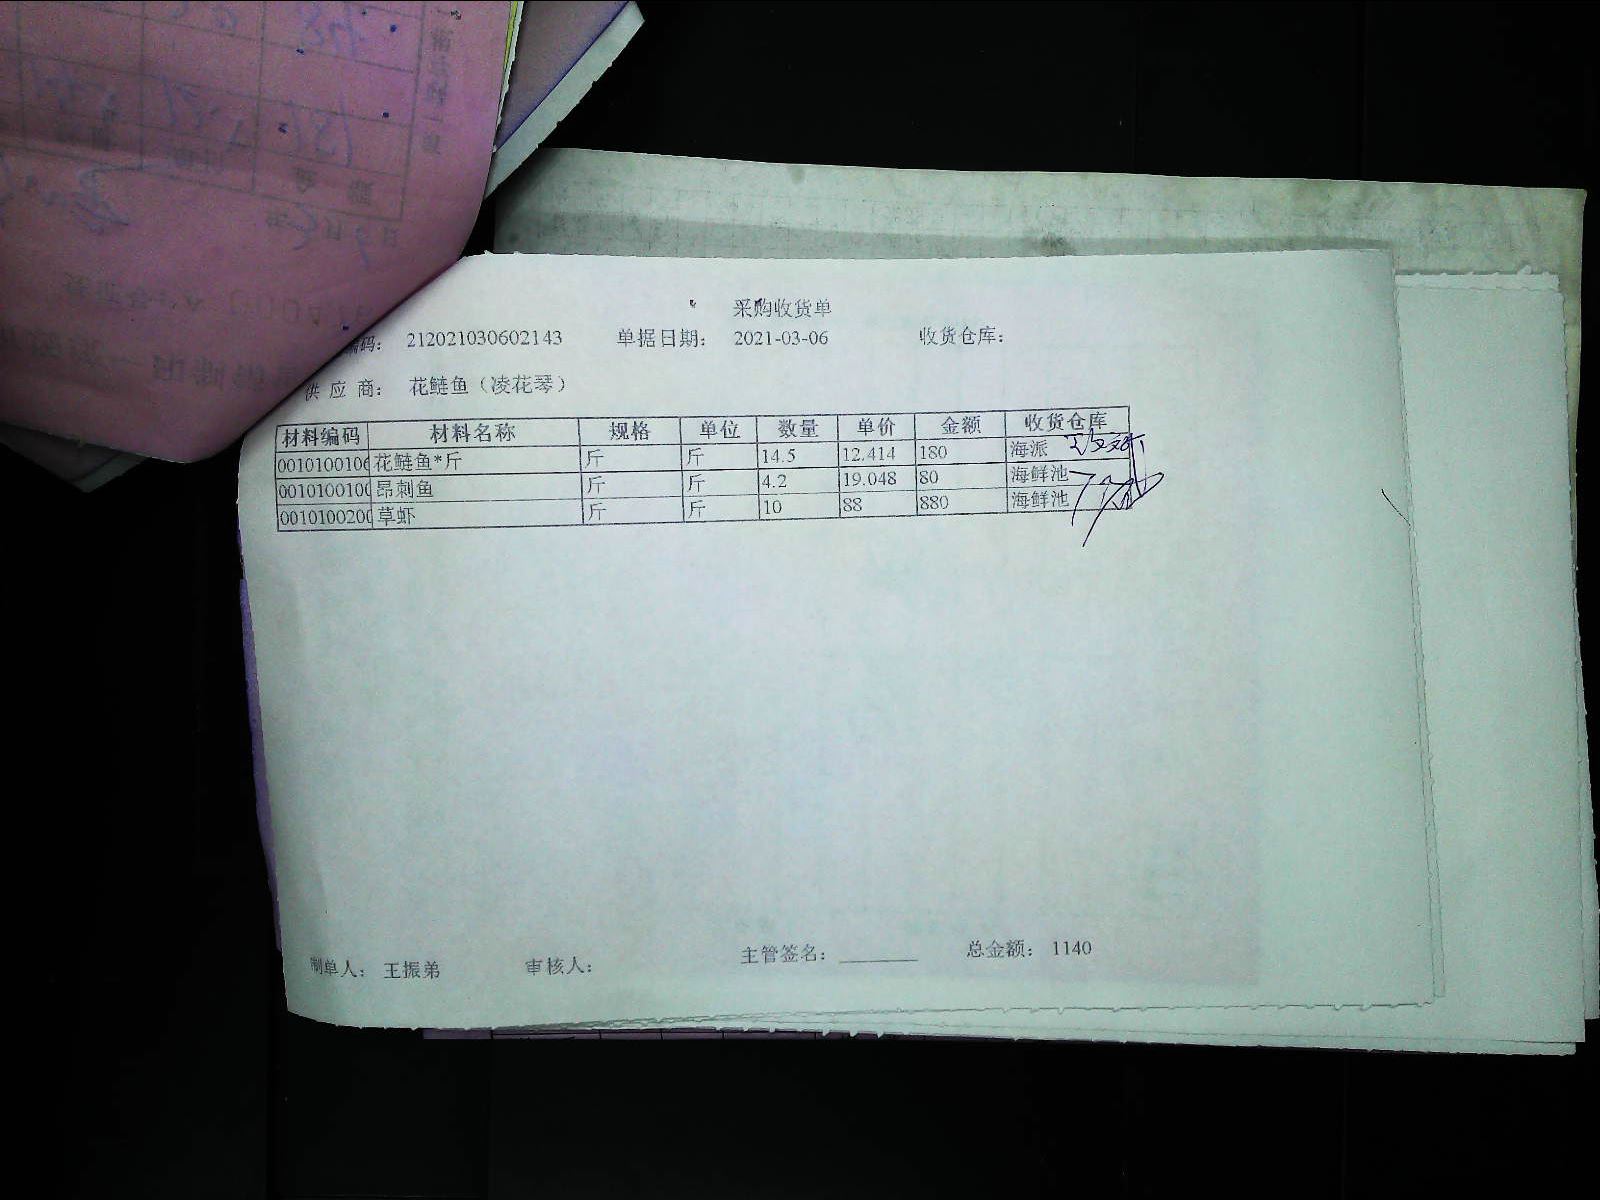 采购收货单
编码： 212021030602143 单据日期： 2021-03-06 收货仓库：
供应商： 花鲢鱼（凌花琴）
材料编码 材料名称 规格 单位 数量 单价 金额 收货仓库
0010100106 花鲢鱼*斤 斤 斤 14.5 12.414 180 海派
001010010 昂刺鱼 斤 斤 4.2 19.048 80 海鲜池
001010020 草虾 斤 斤 10 88 880 海鲜池
制单人： 王振弟 审核人： 主管签名： 总金额： 1140